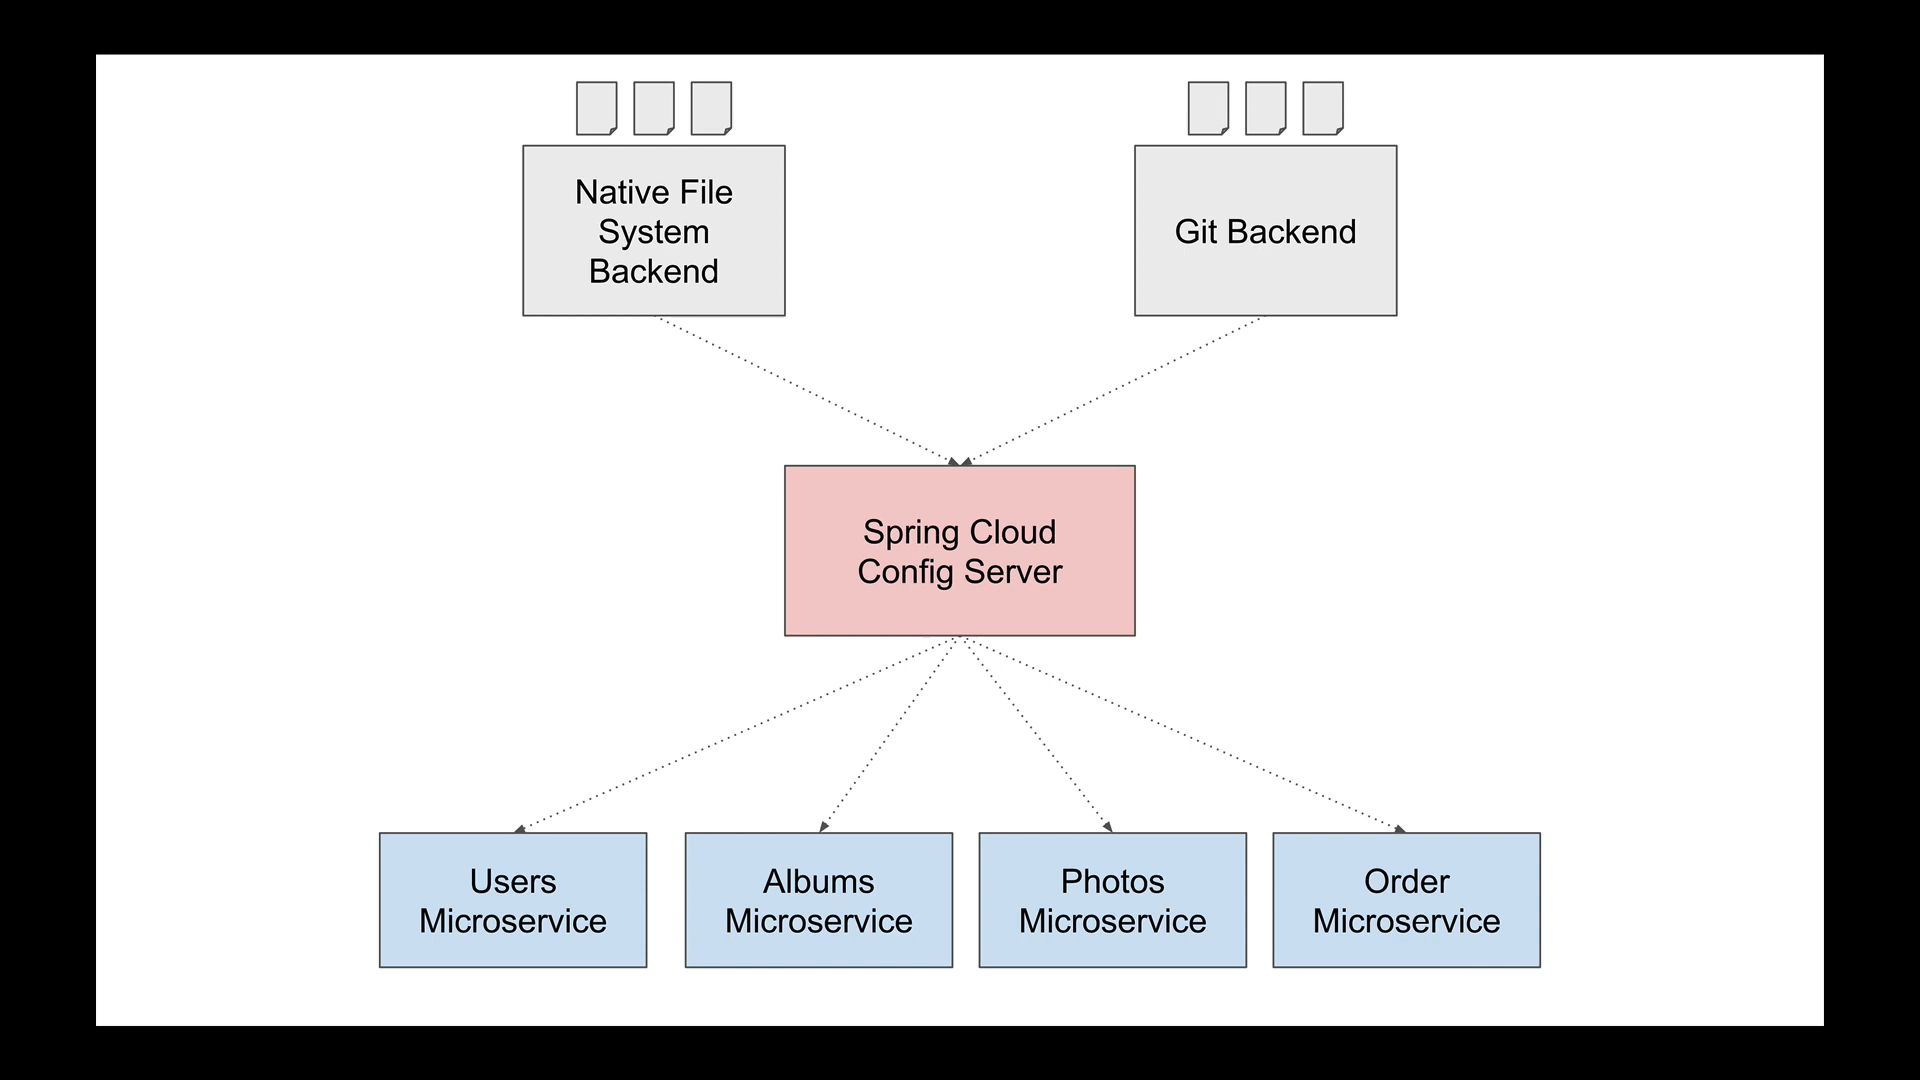 Native File
System
Backend
Git Backend
Spring Cloud
Config Server
Users
Microservice
Albums
Microservice
Photos
Microservice
Order
Microservice